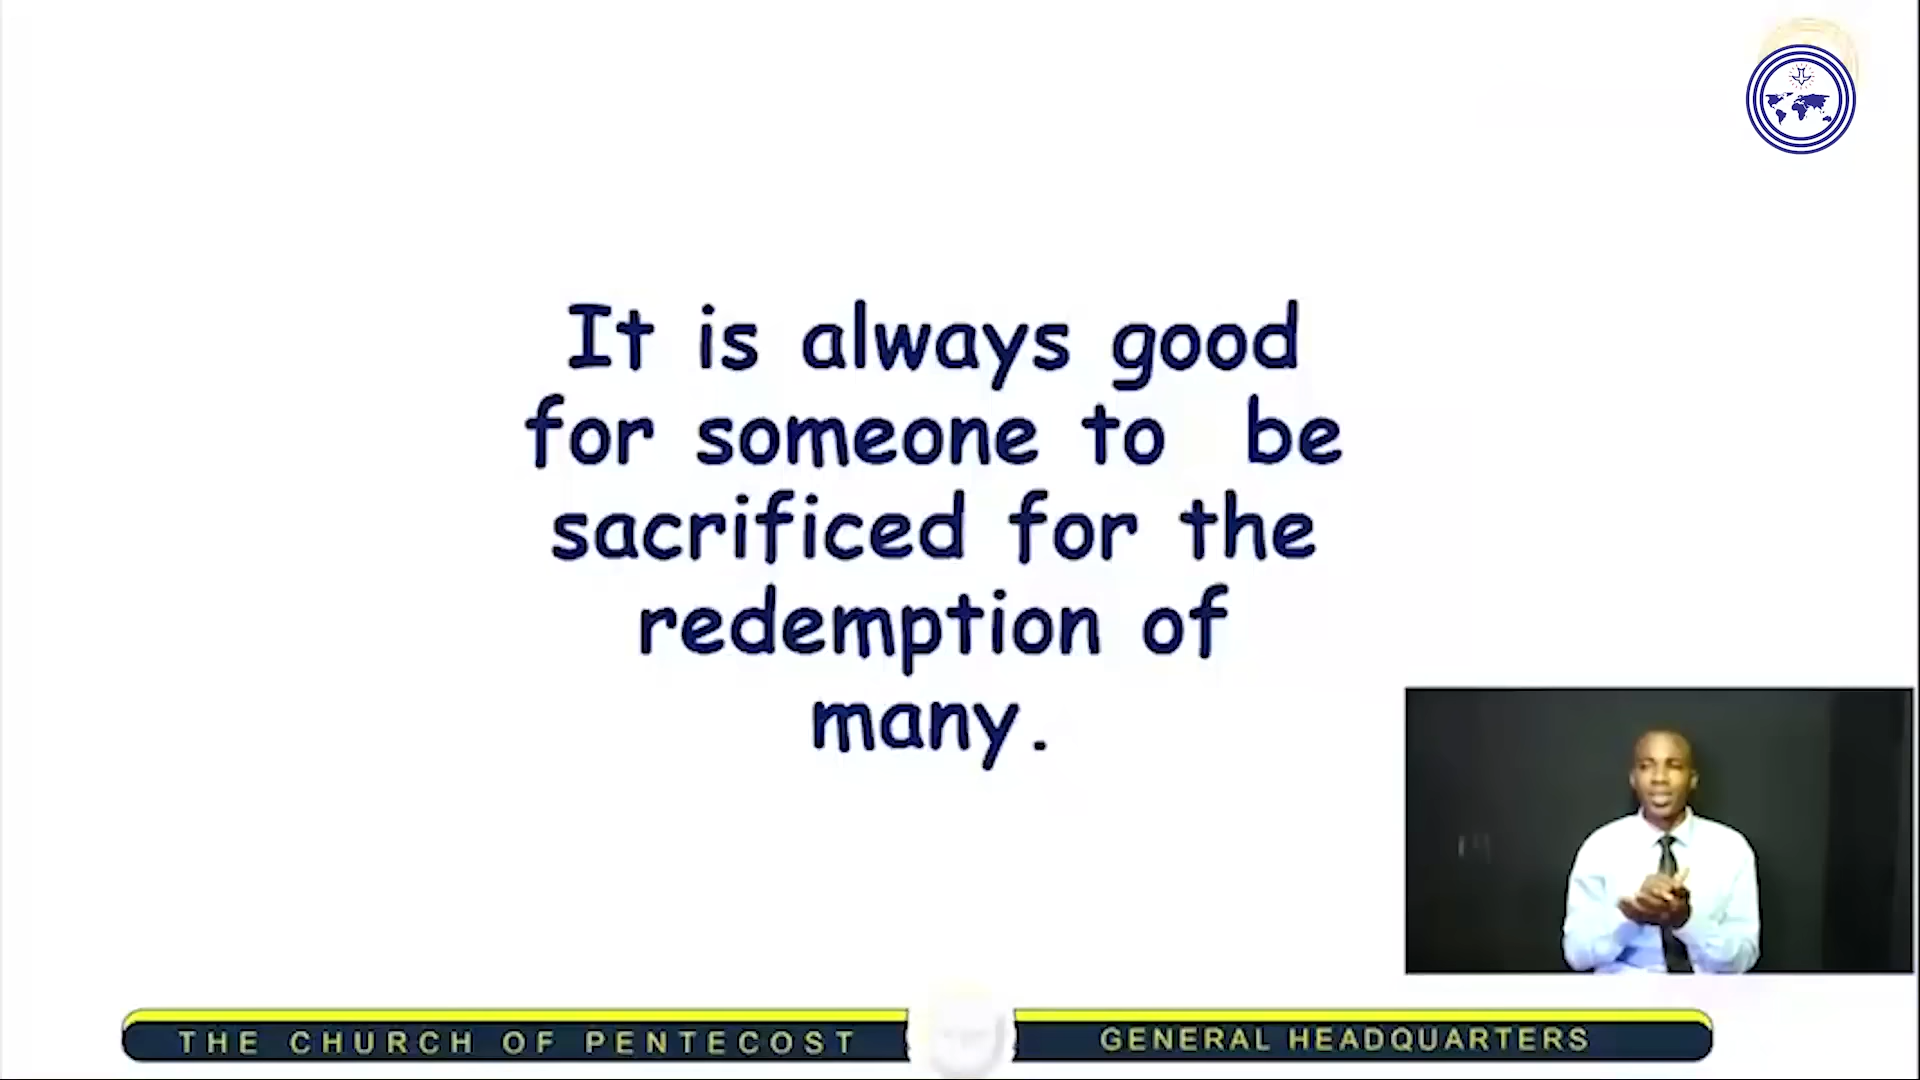 It is always good
for someone to be
sacrificed for the
redemption of
many.
THE CHURCH OF PENTECOST
GENERAL HEADQUARTERS